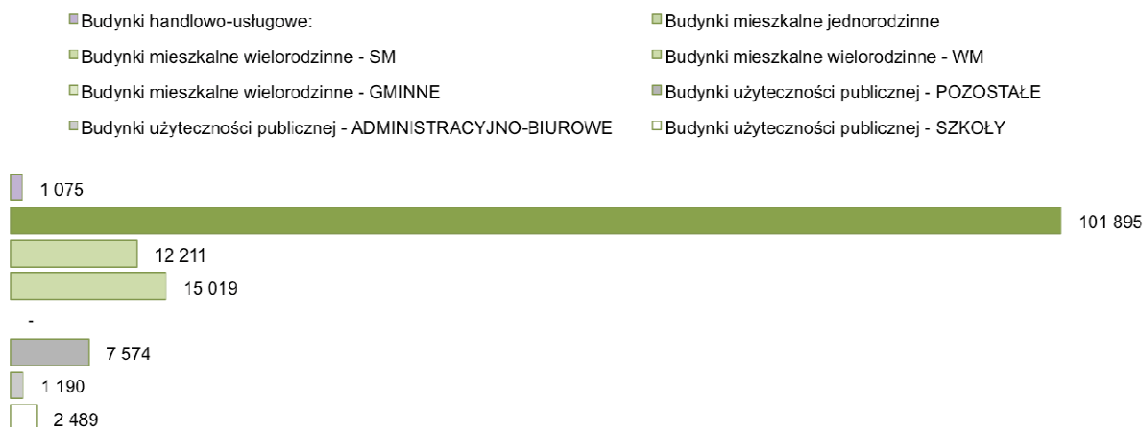 Budynki handlowo-usługowe: Budynki mieszkalne jednorodzinne
Budynki mieszkalne wielorodzinne - SM Budynki mieszkalne wielorodzinne - WM
Budynki mieszkalne wielorodzinne - GMINNE Budynki użyteczności publicznej - POZOSTAŁE
Budynki użyteczności publicznej - ADMINISTRACYJNO-BIUROWE Budynki użyteczności publicznej - SZKOŁY
1 075
101 895
12 211
15 019
-
7 574
1 190
2 489